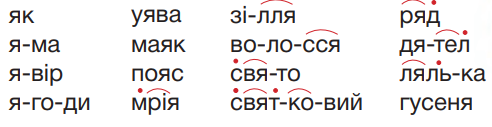 як уява зі-лля ряд
я-ма маяк во-ло-сся дя-тел
я-вір пояс свя-то ляль-ка
я-го-ди мрія свят-ко-вий гусеня